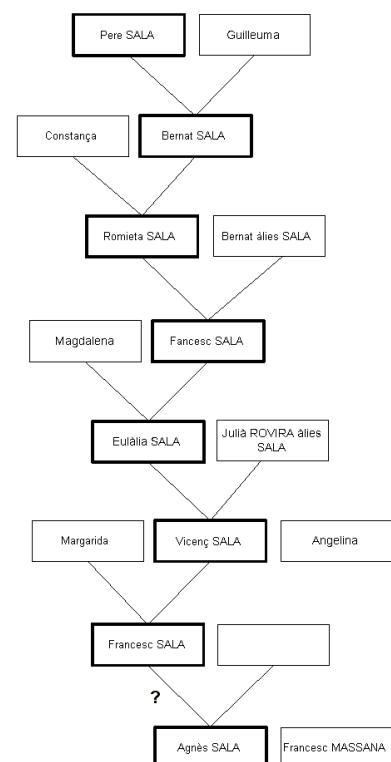 Pere SALA
Guilleuma
Constança
Bernat SALA
Romieta SALA
Bernat àlies SALA
Magdalena
Fancesc SALA
Eulàlia SALA
Julià ROVIRA àlies
SALA
Margarida
Vicenç SALA
Angelina
Francesc SALA
?
Agnès SALA
Francesc MASSANA